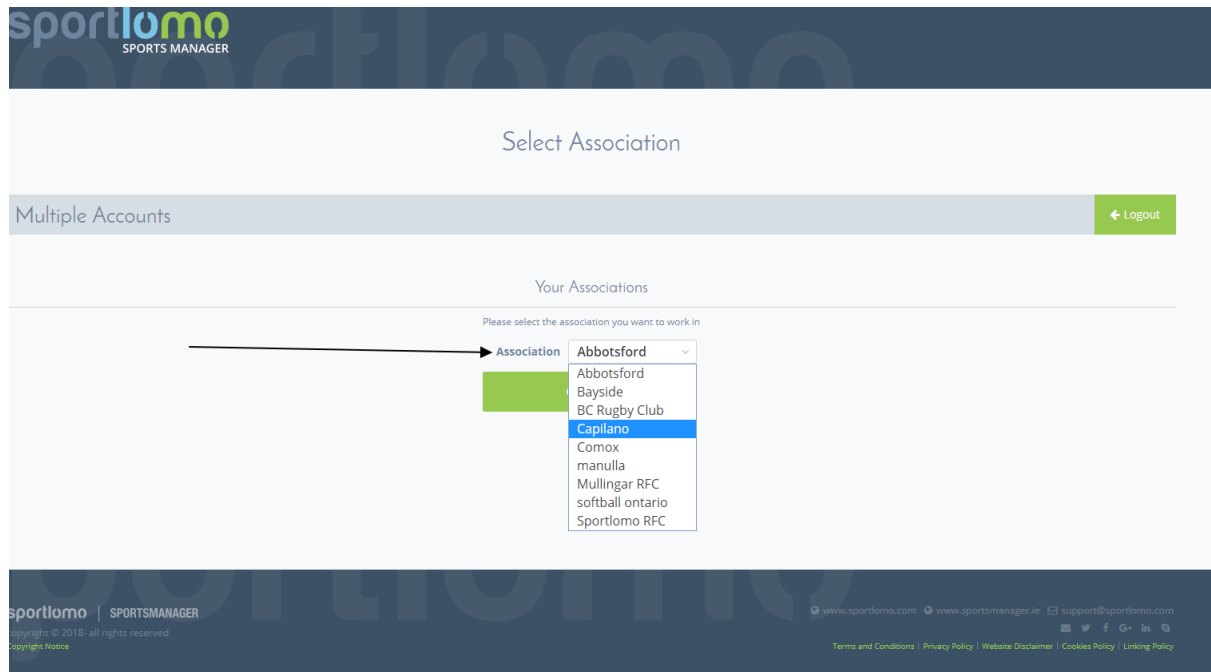 sportlomo
SPORTS MANAGER
Select Association
Multiple Accounts
Logout
Your Associations
Please select the association you want to work in
Association Abbotsford
Abbotsford
Bayside
BC Rugby Club
Capilano
Comox
manulla
Mullingar RFC
softball ontario
Sportlomo RFC
sportlomo | SPORTSMANAGER
www.sportlomo.com www.sportsmanager.ie support@sportlomo.com
copyright © 2018- all rights reserved
Copyright Notice
Terms and Conditions | Privacy Policy | Website Disclaimer | Cookies Policy | Linking Policy